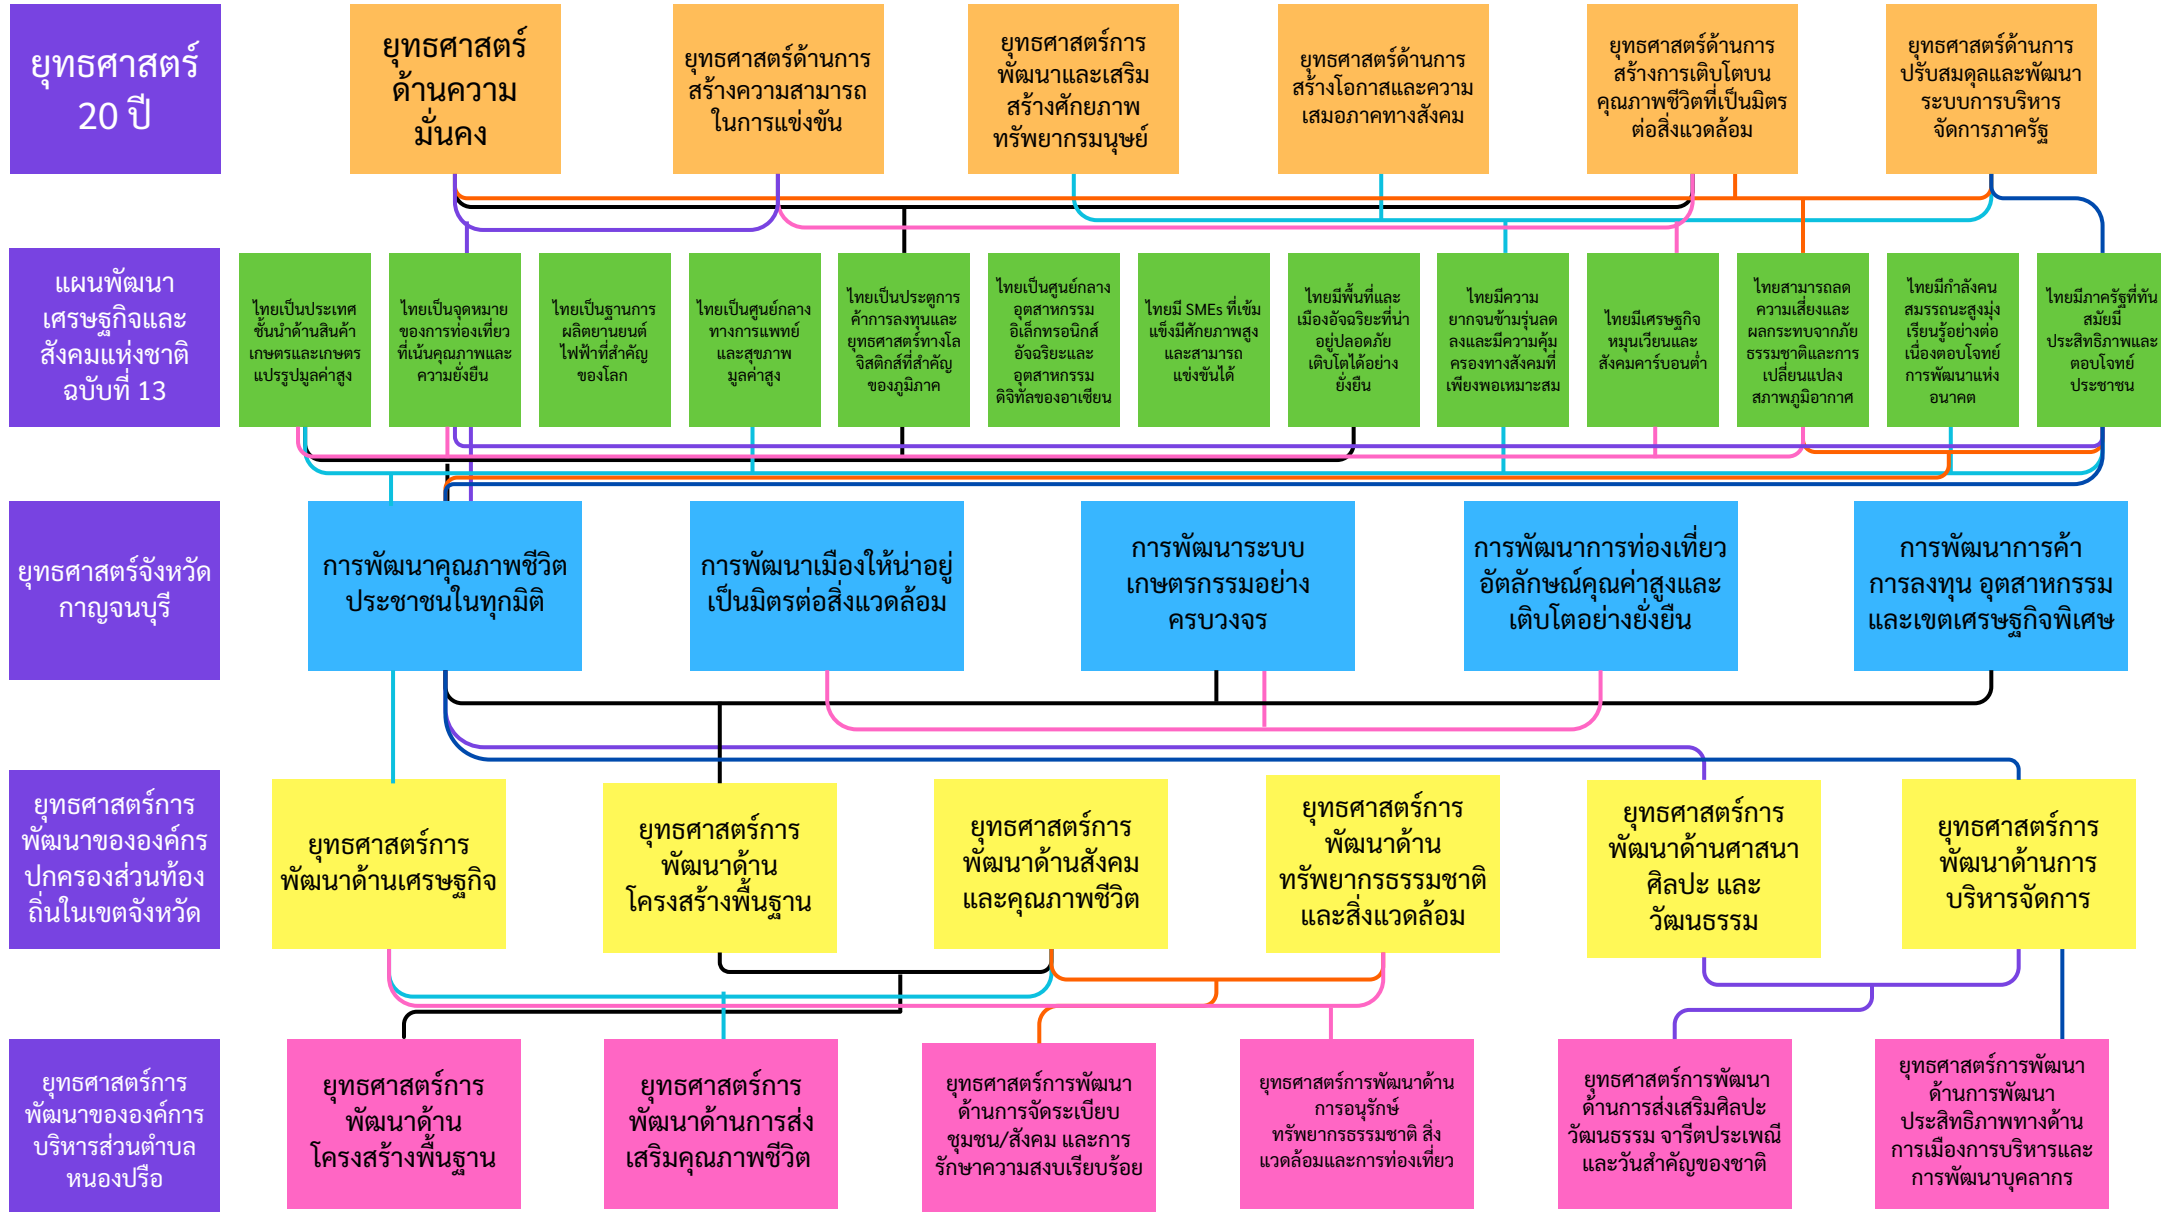 ยุทธศาสตร์
20 ปี
ยุทธศาสตร์
ด้านความ
มั่นคง
ยุทธศาสตร์ด้านการ
สร้างความสามารถ
ในการแข่งขัน
ยุทธศาสตร์การ
พัฒนาและเสริม
สร้างศักยภาพ
ทรัพยากรมนุษย์
ยุทธศาสตร์ด้านการ
สร้างโอกาสและความ
เสมอภาคทางสังคม
ยุทธศาสตร์ด้านการ
สร้างการเติบโตบน
คุณภาพชีวิตที่เป็นมิตร
ต่อสิ่งแวดล้อม
ยุทธศาสตร์ด้านการ
ปรับสมดุลและพัฒนา
ระบบการบริหาร
จัดการภาครัฐ
แผนพัฒนา
เศรษฐกิจและ
สังคมแห่งชาติ
ฉบับที่ 13
ไทยเป็นประเทศ
ชั้นนำด้านสินค้า
เกษตรและเกษตร
แปรรูปมูลค่าสูง
ไทยเป็นจุดหมาย
ของการท่องเที่ยว
ที่เน้นคุณภาพและ
ความยั่งยืน
ไทยเป็นฐานการ
ผลิตยานยนต์
ไฟฟ้าที่สำคัญ
ของโลก
ไทยเป็นศูนย์กลาง
ทางการแพทย์
และสุขภาพ
มูลค่าสูง
ไทยเป็นประตูการ
ค้าการลงทุนและ
ยุทธศาสตร์ทางโล
จิสติกส์ที่สำคัญ
ของภูมิภาค
ไทยเป็นศูนย์กลาง
อุตสาหกรรม
อิเล็กทรอนิกส์
อัจฉริยะและ
อุตสาหกรรม
ดิจิทัลของอาเซียน
ไทยมี SMEs ที่เข้ม
แข็งมีศักยภาพสูง
และสามารถ
แข่งขันได้
ไทยมีพื้นที่และ
เมืองอัจฉริยะที่น่า
อยู่ปลอดภัย
เติบโตได้อย่าง
ยั่งยืน
ไทยมีความ
ยากจนข้ามรุ่นลด
ลงและมีความคุ้ม
ครองทางสังคมที่
เพียงพอเหมาะสม
ไทยมีเศรษฐกิจ
หมุนเวียนและ
สังคมคาร์บอนต่ำ
ไทยสามารถลด
ความเสี่ยงและ
ผลกระทบจากภัย
ธรรมชาติและการ
เปลี่ยนแปลง
สภาพภูมิอากาศ
ไทยมีกำลังคน
สมรรถนะสูงมุ่ง
เรียนรู้อย่างต่อ
เนื่องตอบโจทย์
การพัฒนาแห่ง
อนาคต
ไทยมีภาครัฐที่ทัน
สมัยมี
ประสิทธิภาพและ
ตอบโจทย์
ประชาชน
ยุทธศาสตร์จังหวัด
กาญจนบุรี
การพัฒนาคุณภาพชีวิต
ประชาชนในทุกมิติ
การพัฒนาเมืองให้น่าอยู่
เป็นมิตรต่อสิ่งแวดล้อม
การพัฒนาระบบ
เกษตรกรรมอย่าง
ครบวงจร
การพัฒนาการท่องเที่ยว
อัตลักษณ์คุณค่าสูงและ
เติบโตอย่างยั่งยืน
การพัฒนาการค้า
การลงทุน อุตสาหกรรม
และเขตเศรษฐกิจพิเศษ
ยุทธศาสตร์การ
พัฒนาขององค์กร
ปกครองส่วนท้อง
ถิ่นในเขตจังหวัด
ยุทธศาสตร์การ
พัฒนาด้านเศรษฐกิจ
ยุทธศาสตร์การ
พัฒนาด้าน
โครงสร้างพื้นฐาน
ยุทธศาสตร์การ
พัฒนาด้านสังคม
และคุณภาพชีวิต
ยุทธศาสตร์การ
พัฒนาด้าน
ทรัพยากรธรรมชาติ
และสิ่งแวดล้อม
ยุทธศาสตร์การ
พัฒนาด้านศาสนา
ศิลปะ และ
วัฒนธรรม
ยุทธศาสตร์การ
พัฒนาด้านการ
บริหารจัดการ
ยุทธศาสตร์การ
พัฒนาขององค์การ
บริหารส่วนตำบล
หนองปรือ
ยุทธศาสตร์การ
พัฒนาด้าน
โครงสร้างพื้นฐาน
ยุทธศาสตร์การ
พัฒนาด้านการส่ง
เสริมคุณภาพชีวิต
ยุทธศาสตร์การพัฒนา
ด้านการจัดระเบียบ
ชุมชน/สังคม และการ
รักษาความสงบเรียบร้อย
ยุทธศาสตร์การพัฒนาด้าน
การอนุรักษ์
ทรัพยากรธรรมชาติ สิ่ง
แวดล้อมและการท่องเที่ยว
ยุทธศาสตร์การพัฒนา
ด้านการส่งเสริมศิลปะ
วัฒนธรรม จารีตประเพณี
และวันสำคัญของชาติ
ยุทธศาสตร์การพัฒนา
ด้านการพัฒนา
ประสิทธิภาพทางด้าน
การเมืองการบริหารและ
การพัฒนาบุคลากร